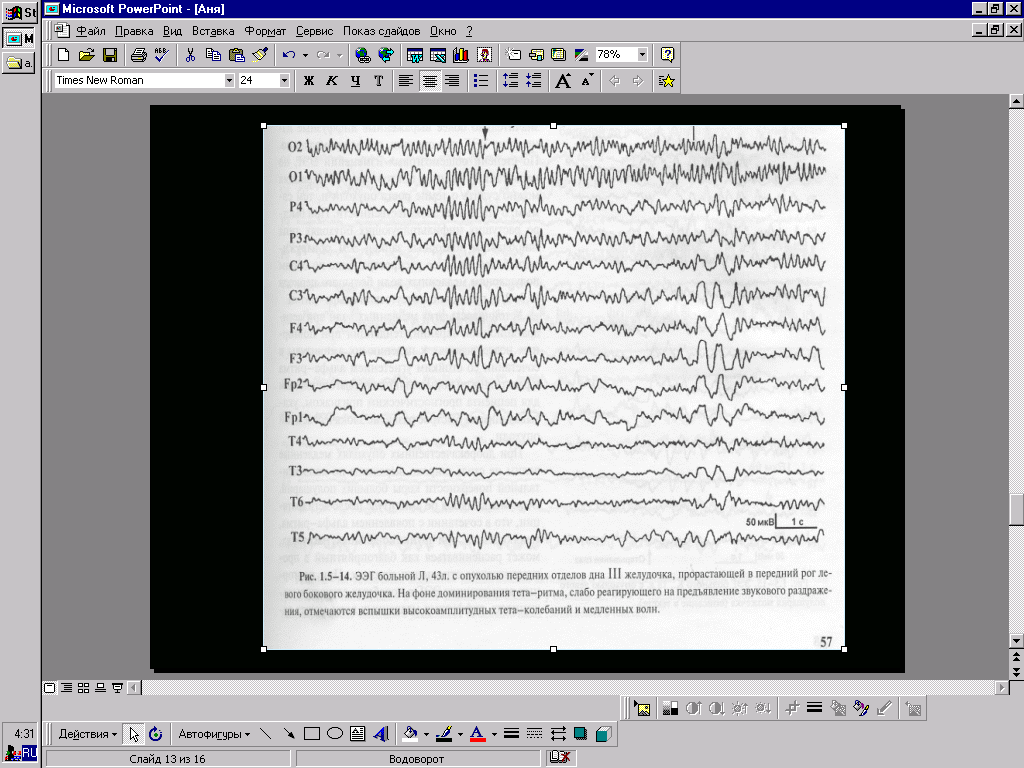 St
Microsoft PowerPoint - [Аня]
M
Файл Правка Вид Вставка Формат Сервис Показ слайдов Окно ?
a.
78%
Times New Roman 24 Ж К Ч Т А А
O2
O1
P4
P3
C4
C3
F4
F3
Fp2
Fp1
T4
T3
T6
50 мкВ 1 с
T5
Рис. 1.5–14. ЭЭГ больной Л, 43л. с опухолью передних отделов дна III желудочка, прорастающей в передний рог ле-
вого бокового желудочка. На фоне доминирования тета–ритма, слабо реагирующего на предъявление звукового раздраже-
ния, отмечаются вспышки высокоамплитудных тета–колебаний и медленных волн.
57
4:31
Действия Автофигуры
RU
Слайд 13 из 16 Водоворот